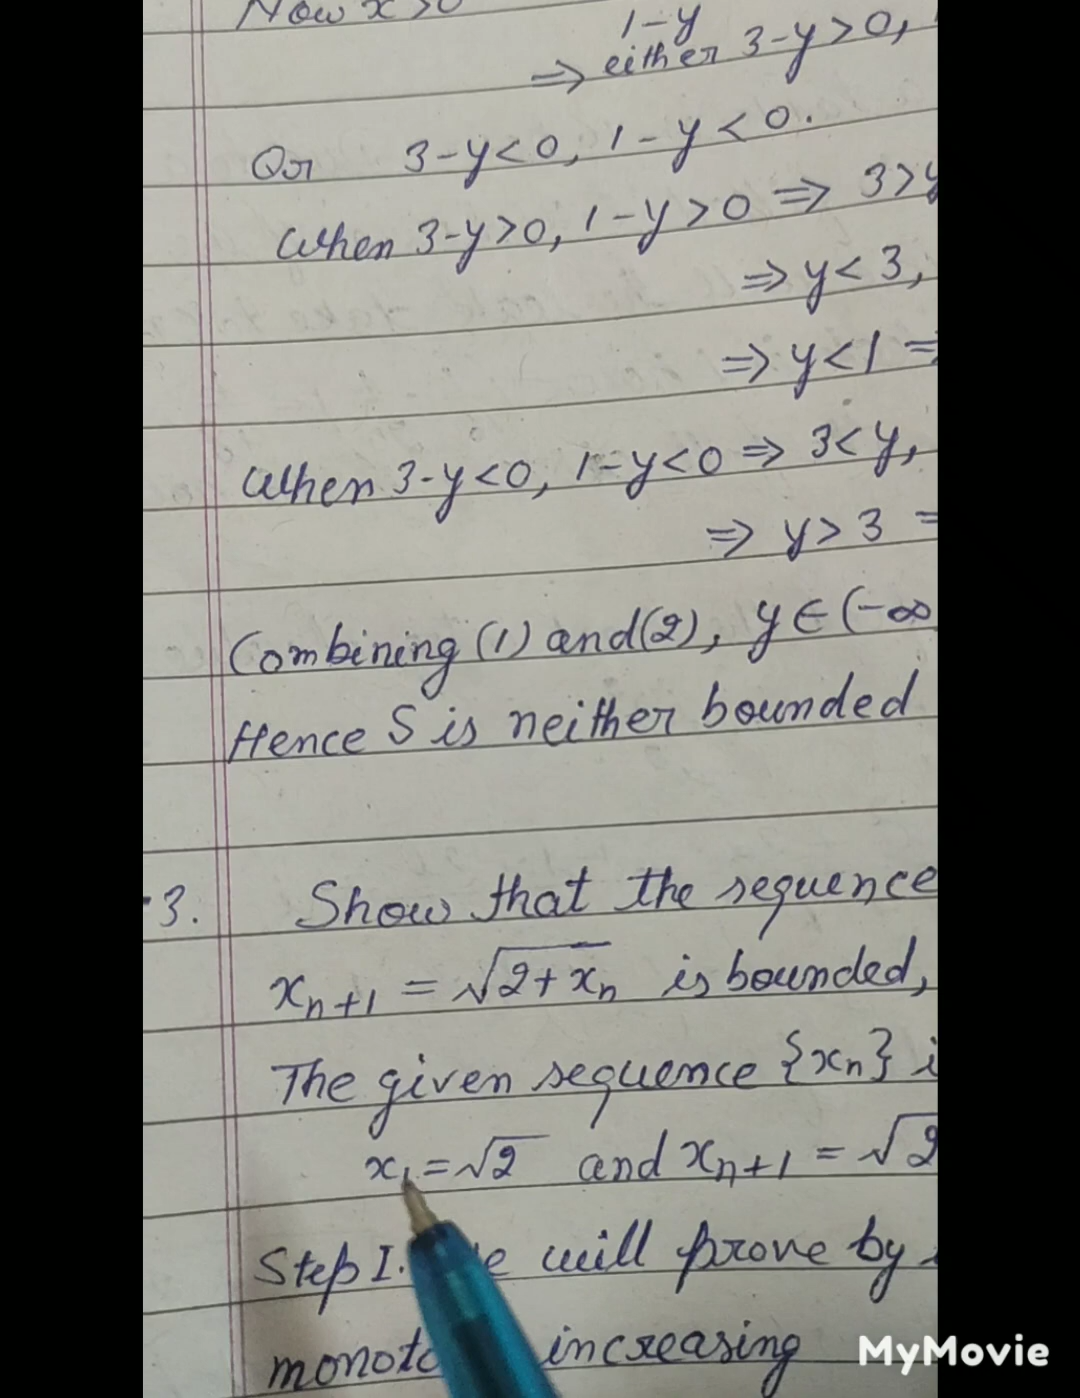 Now x>0
1-y
⇒ either 3-y>0,
Or 3-y<0, 1-y<0.
When 3-y>0, 1-y>0 ⇒ 3>y
⇒ y<3,
⇒ y<1 =
When 3-y<0, 1-y<0 ⇒ 3<y,
⇒ y>3 =
Combining (1) and (2), y∈(-∞
Hence S is neither bounded
3. Show that the sequence
xₙ₊₁ = √2+xₙ is bounded,
The given sequence {xₙ} i
x₁=√2 and xₙ₊₁ = √2
Step I. will prove by
increasing
MyMovie